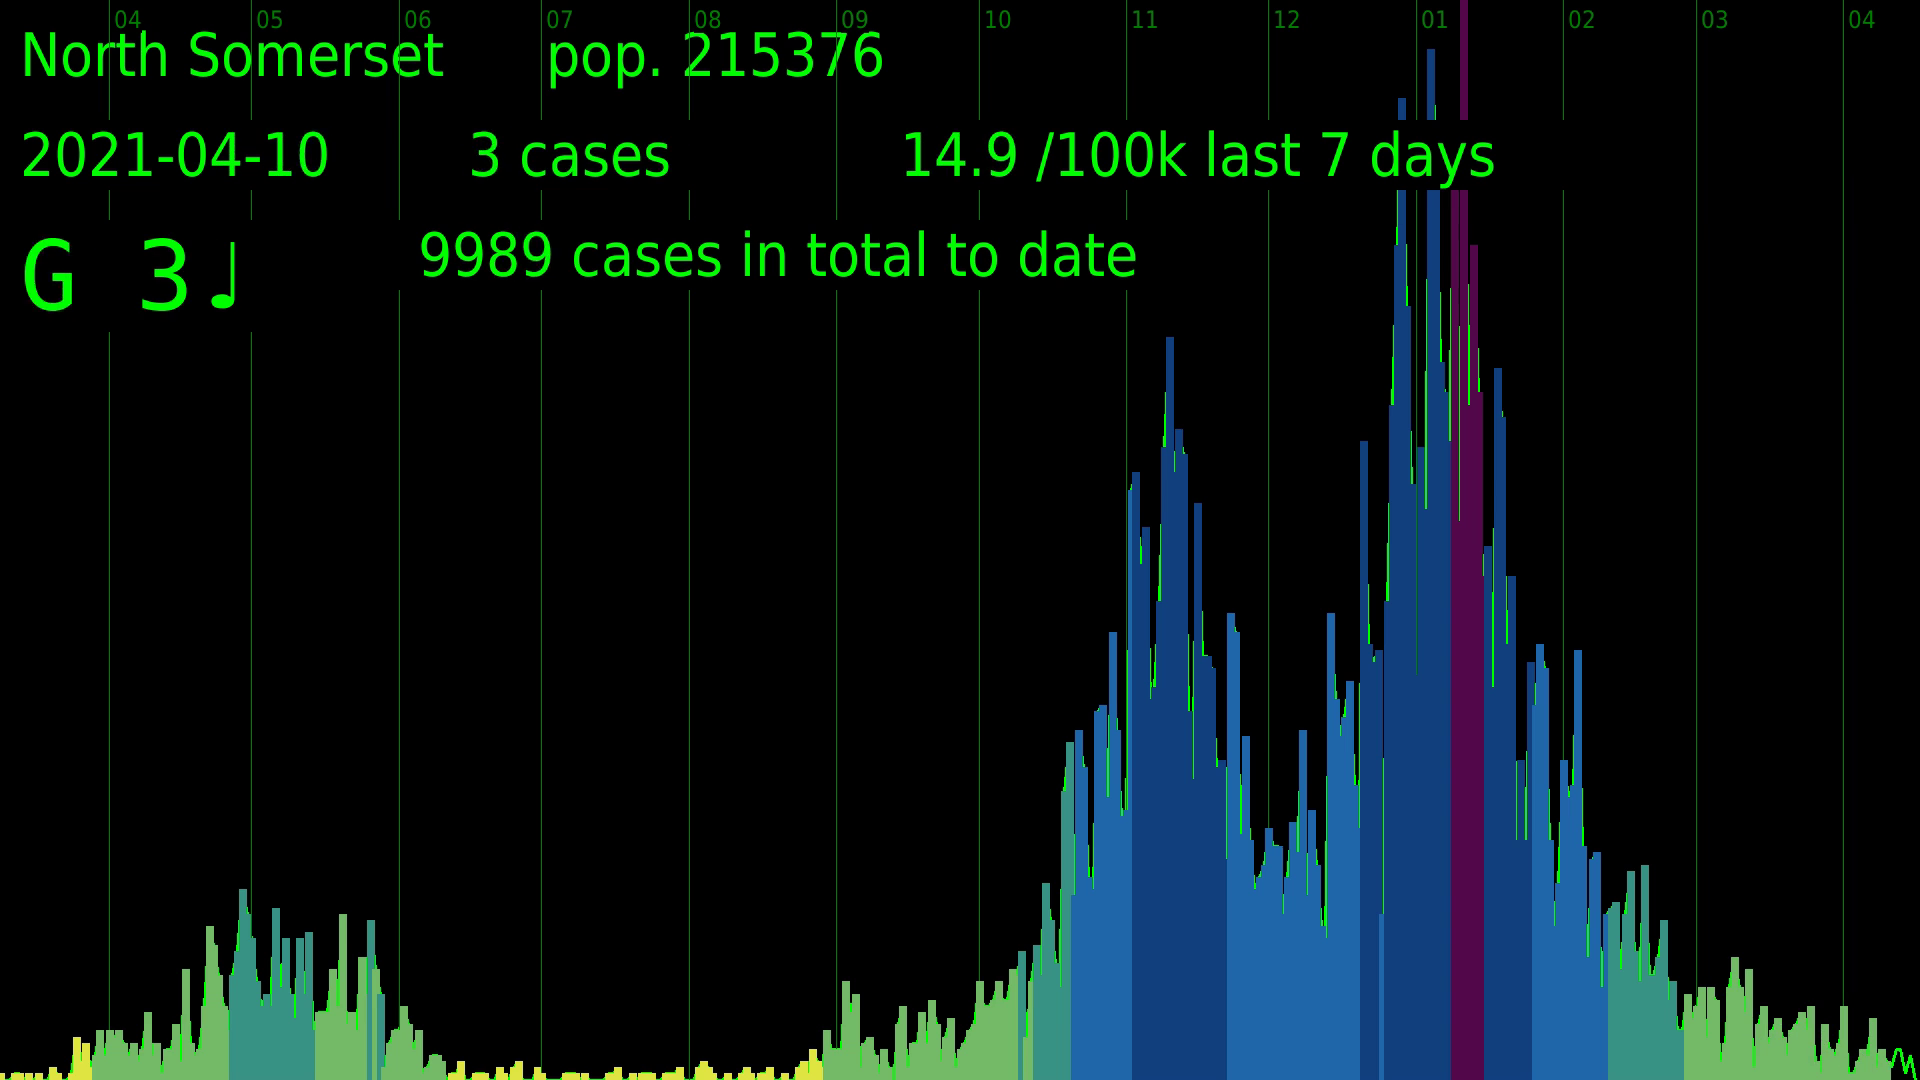 04 05 06 07 08 09 10 11 12 01 02 03 04
North Somerset pop. 215376
2021-04-10 3 cases 14.9 /100k last 7 days
G 3♩ 9989 cases in total to date